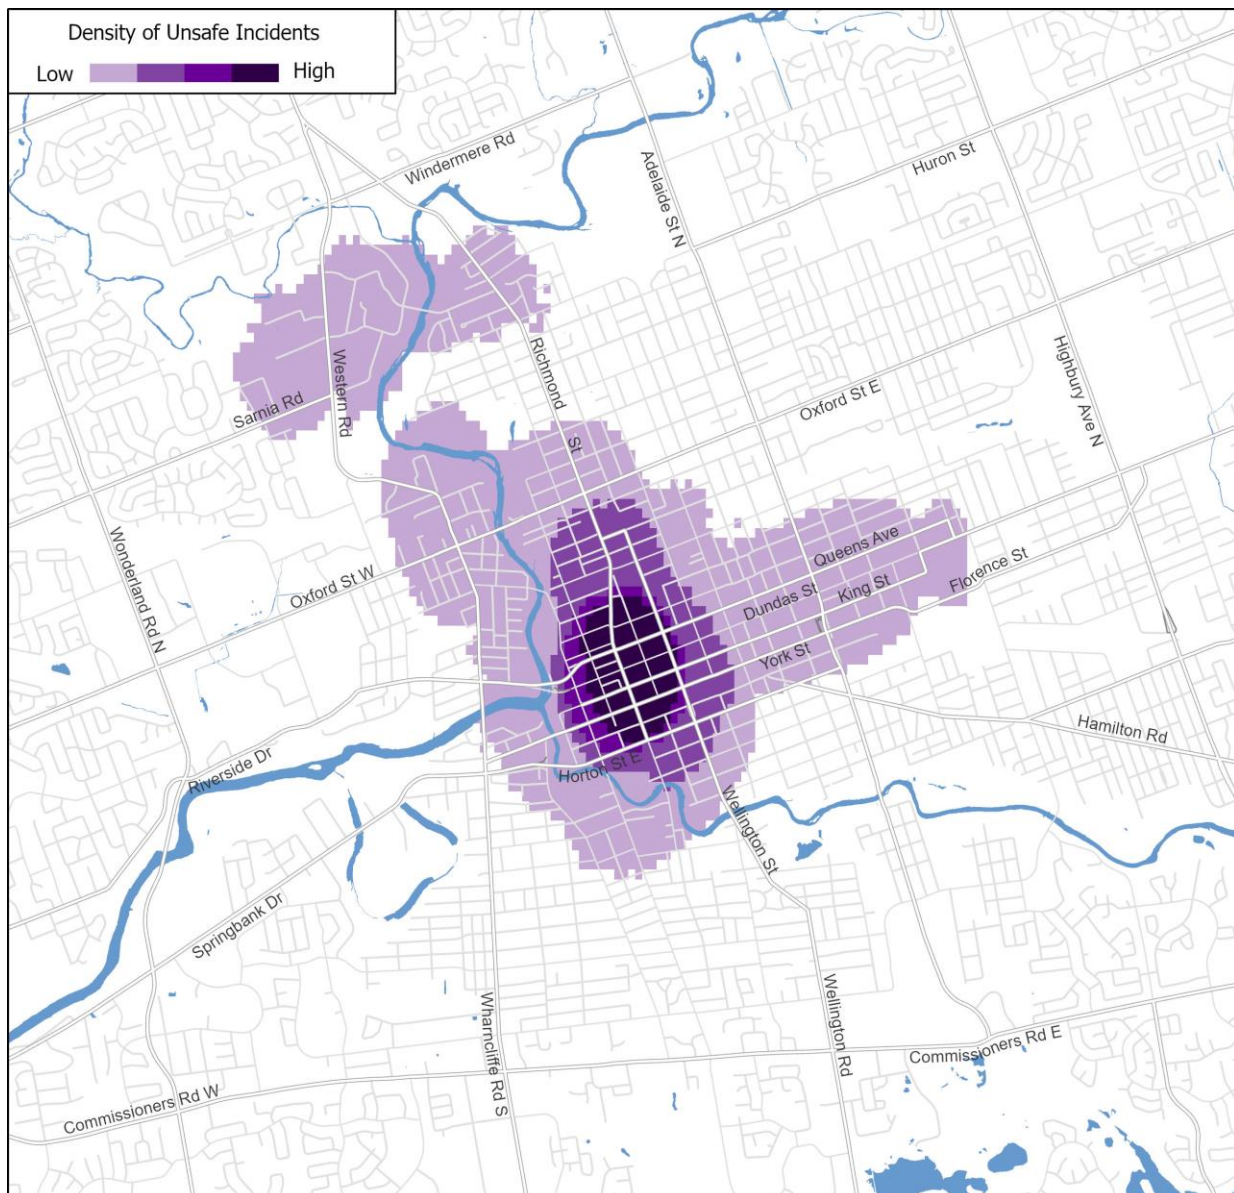 Density of Unsafe Incidents
Low High
Windermere Rd
Adelaide St N
Huron St
Richmond St
Western Rd
Sarnia Rd
Highbury Ave N
Oxford St E
Wonderland Rd N
Oxford St W
Queens Ave
Dundas St
King St
Florence St
York St
Hamilton Rd
Riverside Dr
Horton St E
Wellington St
Springbank Dr
Wharncliffe Rd S
Wellington Rd
Commissioners Rd E
Commissioners Rd W